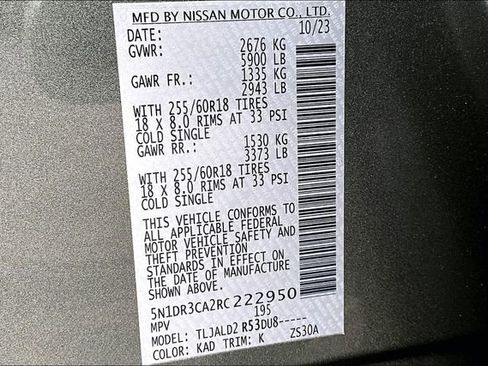 MFD BY NISSAN MOTOR CO., LTD.
DATE: 10/23
GVWR: 2676 KG
5900 LB
GAWR FR.: 1335 KG
2943 LB
WITH 255/60R18 TIRES
18 X 8.0 RIMS AT 33 PSI
COLD SINGLE
GAWR RR.: 1530 KG
3373 LB
WITH 255/60R18 TIRES
18 X 8.0 RIMS AT 33 PSI
COLD SINGLE
THIS VEHICLE CONFORMS TO
ALL APPLICABLE FEDERAL
MOTOR VEHICLE SAFETY AND
THEFT PREVENTION
STANDARDS IN EFFECT ON
THE DATE OF MANUFACTURE
SHOWN ABOVE.
5N1DR3CA2RC222950
MPV 195
MODEL: TLJALD2 R53DU8-----
COLOR: KAD TRIM: K ZS30A